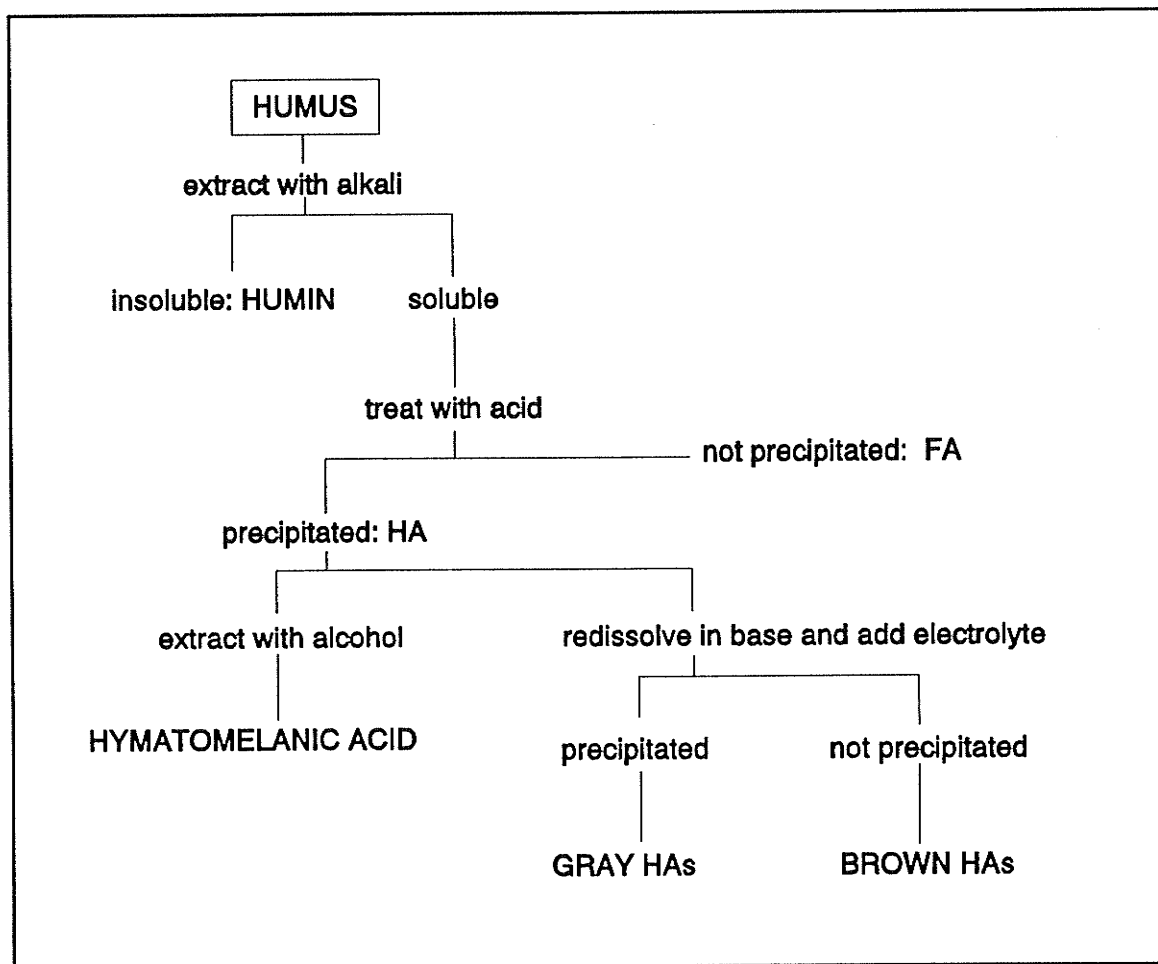 HUMUS
extract with alkali
insoluble: HUMIN
soluble
treat with acid
not precipitated: FA
precipitated: HA
extract with alcohol
redissolve in base and add electrolyte
HYMATOMELANIC ACID
precipitated
not precipitated
GRAY HAs
BROWN HAs